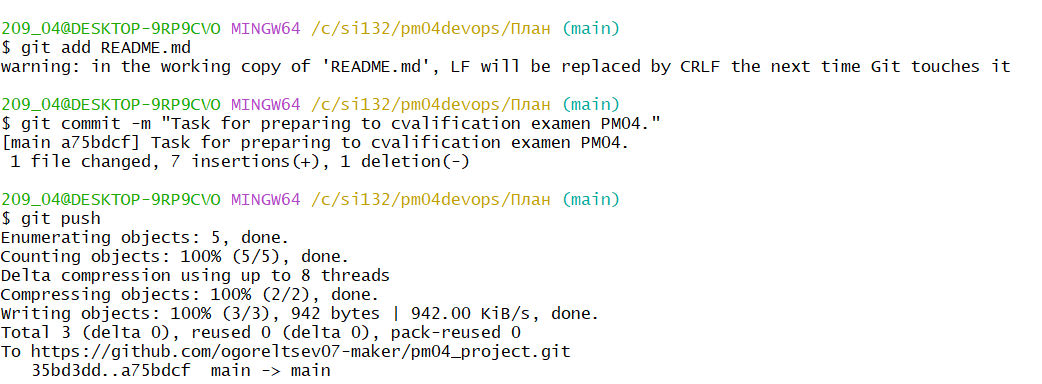 209_04@DESKTOP-9RP9CVO MINGW64 /c/si132/pm04devops/План (main)
$ git add README.md
warning: in the working copy of 'README.md', LF will be replaced by CRLF the next time Git touches it
209_04@DESKTOP-9RP9CVO MINGW64 /c/si132/pm04devops/План (main)
$ git commit -m "Task for preparing to cvalification examen PM04."
[main a75bdcf] Task for preparing to cvalification examen PM04.
 1 file changed, 7 insertions(+), 1 deletion(-)
209_04@DESKTOP-9RP9CVO MINGW64 /c/si132/pm04devops/План (main)
$ git push
Enumerating objects: 5, done.
Counting objects: 100% (5/5), done.
Delta compression using up to 8 threads
Compressing objects: 100% (2/2), done.
Writing objects: 100% (3/3), 942 bytes | 942.00 KiB/s, done.
Total 3 (delta 0), reused 0 (delta 0), pack-reused 0
To https://github.com/ogoreltsev07-maker/pm04_project.git
   35bd3dd..a75bdcf  main -> main